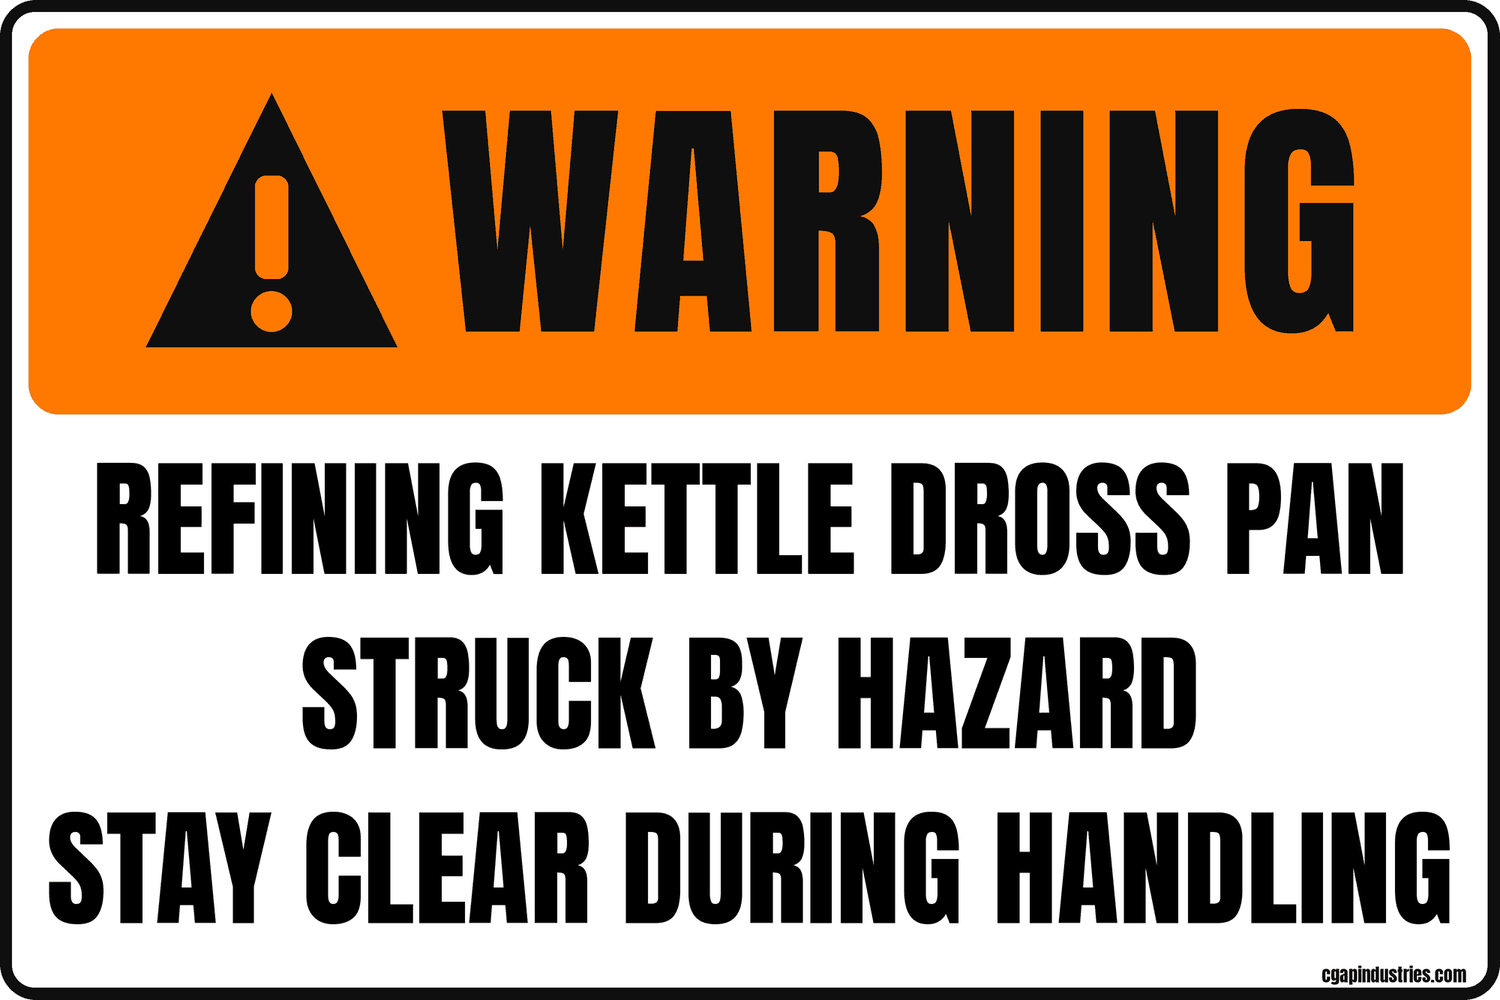 WARNING
REFINING KETTLE DROSS PAN
STRUCK BY HAZARD
STAY CLEAR DURING HANDLING
cgapindustries.com